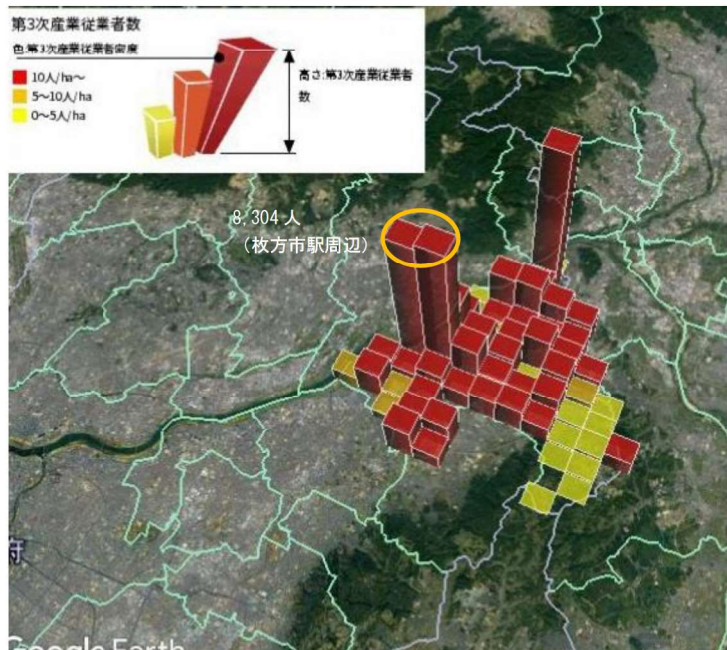 第3次産業従業者数
色:第3次産業従業者密度
10人/ha～
5～10人/ha
0～5人/ha
高さ:第3次産業従業者
数
8,304人
（枚方市駅周辺）
府
Google Earth